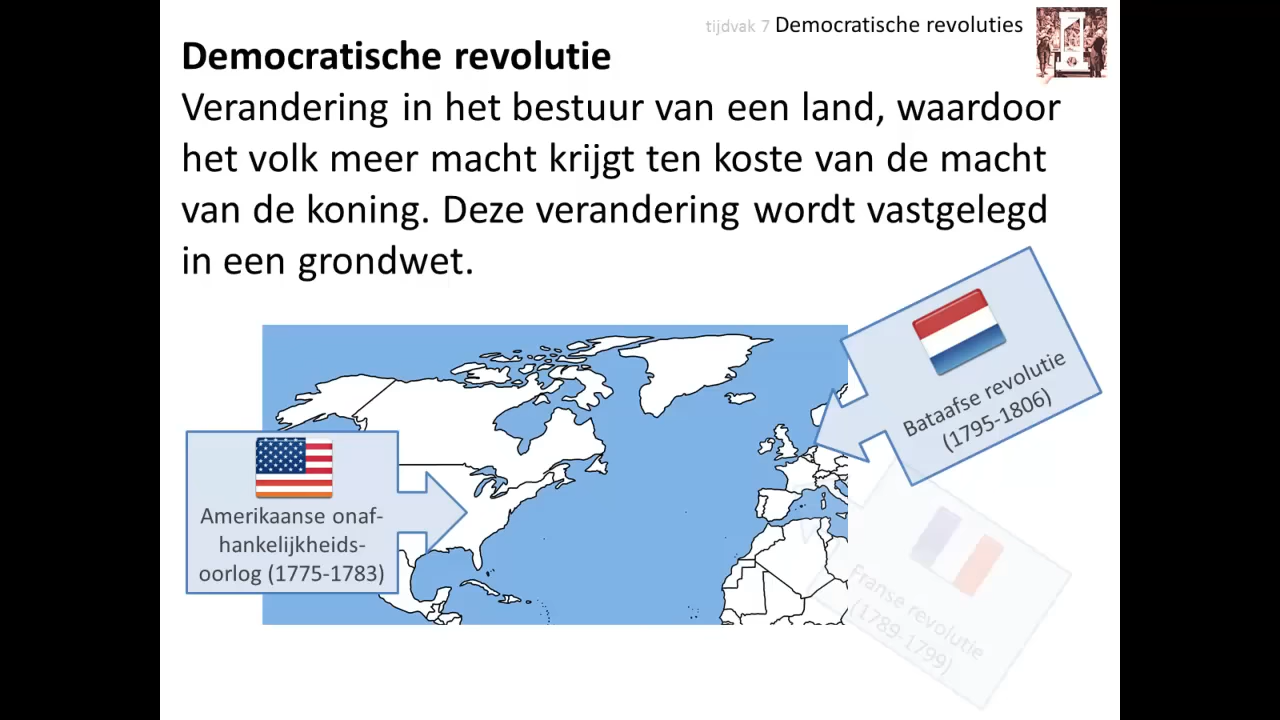 tijdvak 7 Democratische revoluties
Democratische revolutie
Verandering in het bestuur van een land, waardoor
het volk meer macht krijgt ten koste van de macht
van de koning. Deze verandering wordt vastgelegd
in een grondwet.
Bataafse revolutie
(1795-1806)
Amerikaanse onaf-
hankelijkheids-
oorlog (1775-1783)
Franse revolutie
(1789-1799)